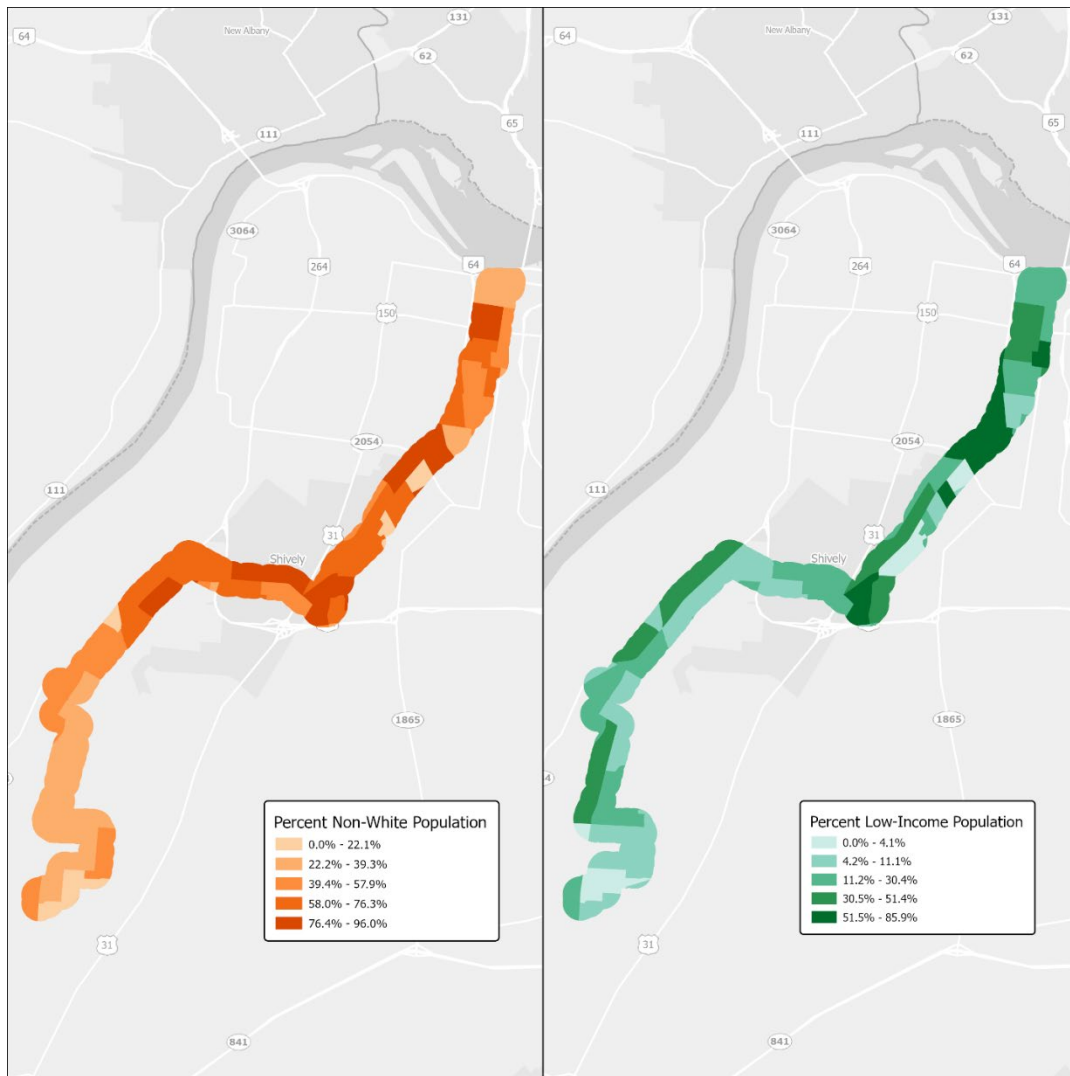 131
64
New Albany
62
65
111
3064
264
64
150
2054
111
31
Shively
1865
Percent Non-White Population
0.0% - 22.1%
22.2% - 39.3%
39.4% - 57.9%
58.0% - 76.3%
76.4% - 96.0%
31
841
131
64
New Albany
62
65
111
3064
264
64
150
2054
111
31
Shively
1865
4
Percent Low-Income Population
0.0% - 4.1%
4.2% - 11.1%
11.2% - 30.4%
30.5% - 51.4%
51.5% - 85.9%
31
841